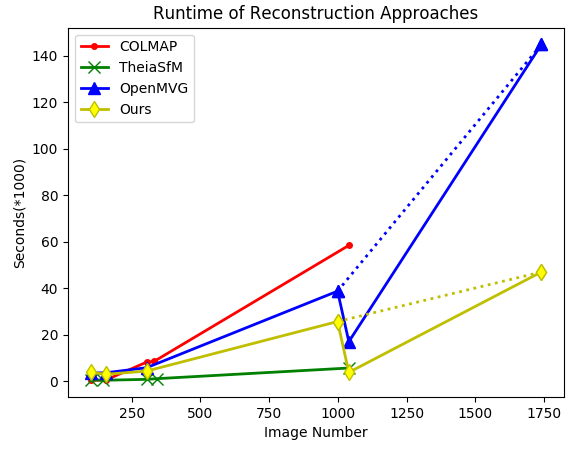 Runtime of Reconstruction Approaches
COLMAP
TheiaSfM
OpenMVG
Ours
Seconds(*1000)
140
120
100
80
60
40
20
0
250 500 750 1000 1250 1500 1750
Image Number